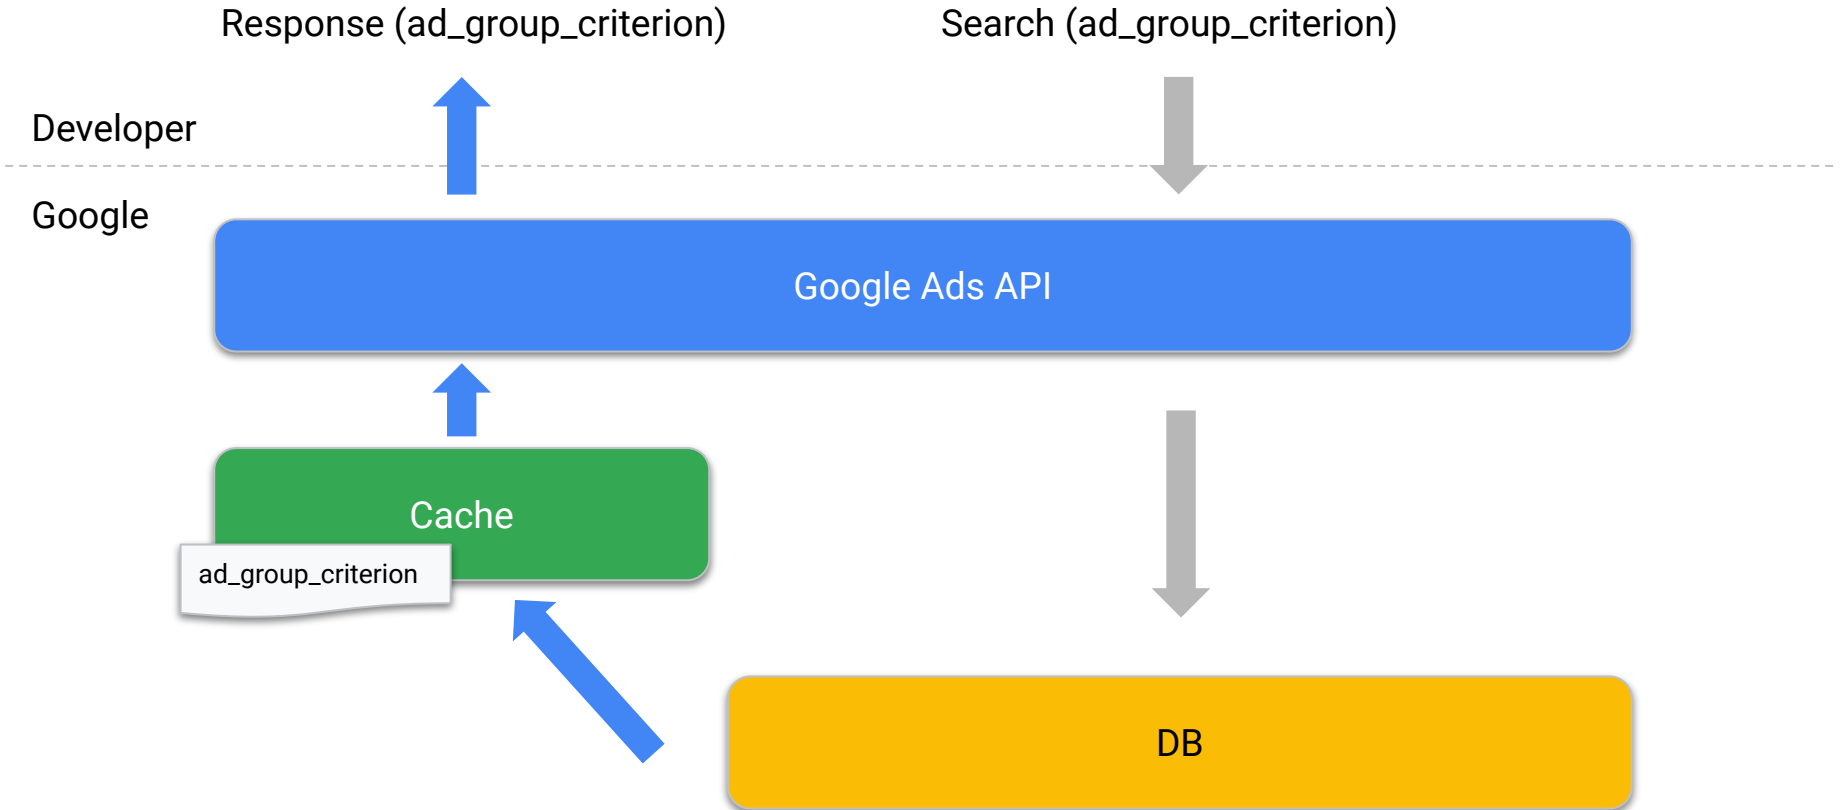 Response (ad_group_criterion)
Search (ad_group_criterion)
Developer
Google
Google Ads API
Cache
ad_group_criterion
DB